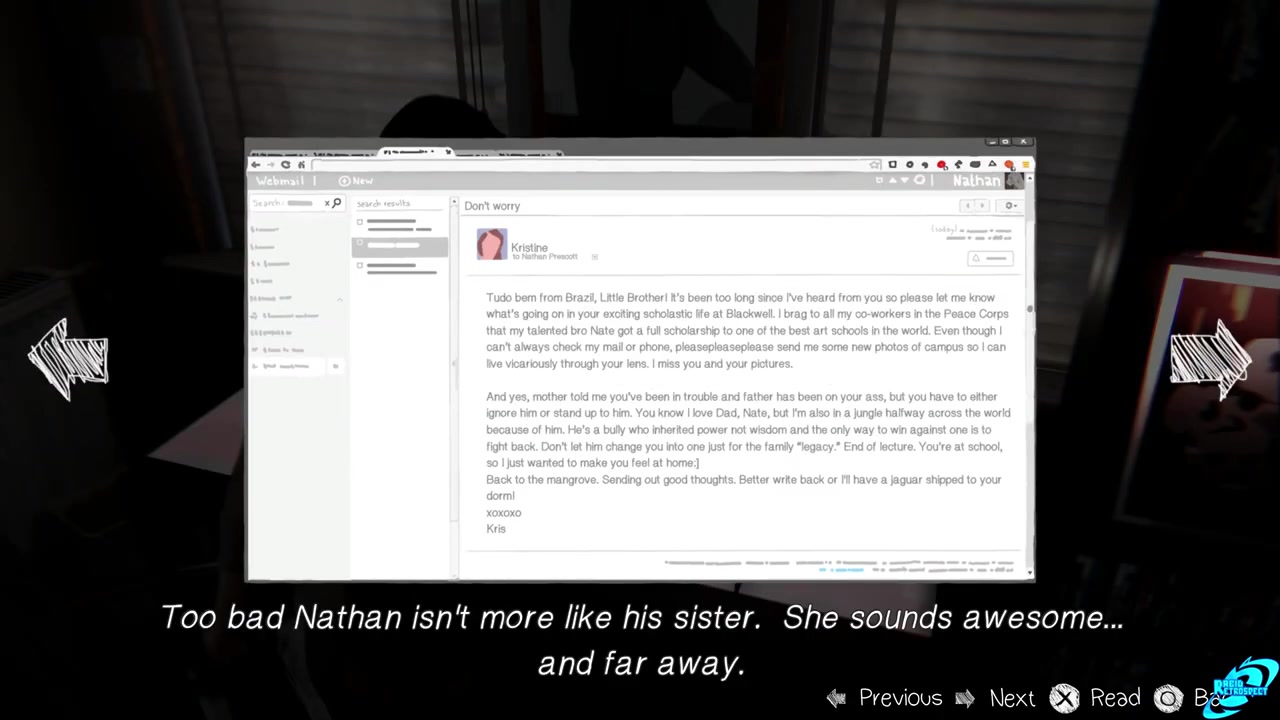 Webmail |
New
Nathan
Search:
search results
Don't worry
Kristine
to Nathan Prescott
(today)
Tudo bem from Brazil, Little Brother! It's been too long since I've heard from you so please let me know
what's going on in your exciting scholastic life at Blackwell. I brag to all my co-workers in the Peace Corps
that my talented bro Nate got a full scholarship to one of the best art schools in the world. Even though I
can't always check my mail or phone, pleasepleaseplease send me some new photos of campus so I can
live vicariously through your lens. I miss you and your pictures.
And yes, mother told me you've been in trouble and father has been on your ass, but you have to either
ignore him or stand up to him. You know I love Dad, Nate, but I'm also in a jungle halfway across the world
because of him. He's a bully who inherited power not wisdom and the only way to win against one is to
fight back. Don't let him change you into one just for the family "legacy." End of lecture. You're at school,
so I just wanted to make you feel at home:]
Back to the mangrove. Sending out good thoughts. Better write back or I'll have a jaguar shipped to your
dorm!
xoxoxo
Kris
Too bad Nathan isn't more like his sister. She sounds awesome...
and far away.
Previous Next Read Ba
RETROSPECT